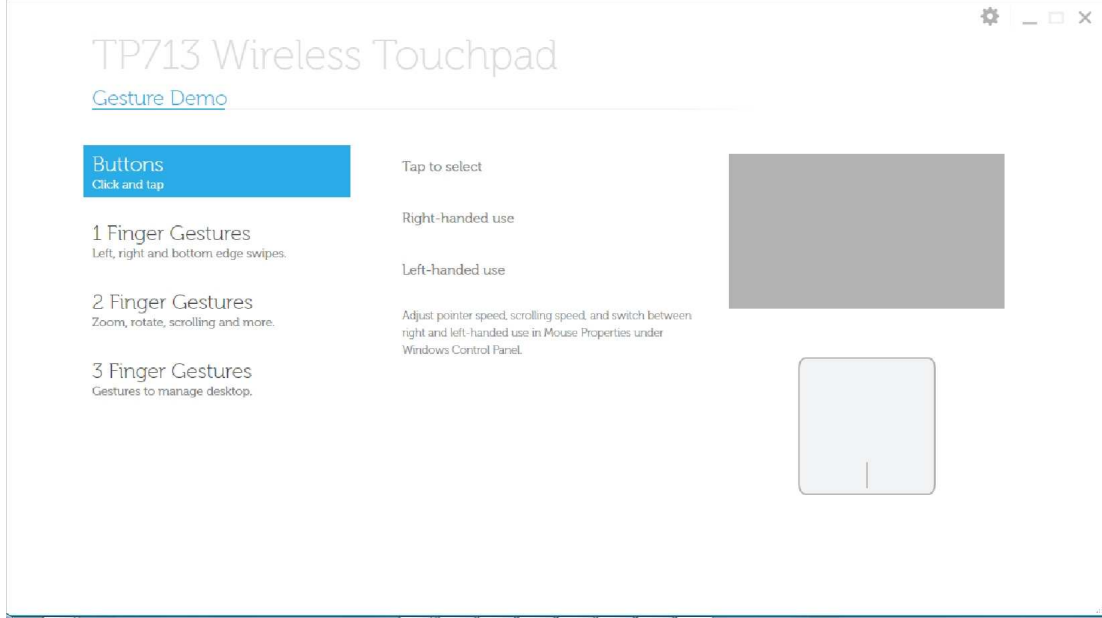 TP713 Wireless Touchpad
Gesture Demo
Buttons
Click and tap
1 Finger Gestures
Left, right and bottom edge swipes.
2 Finger Gestures
Zoom, rotate, scrolling and more.
3 Finger Gestures
Gestures to manage desktop.
Tap to select
Right-handed use
Left-handed use
Adjust pointer speed, scrolling speed, and switch between
right and left-handed use in Mouse Properties under
Windows Control Panel.